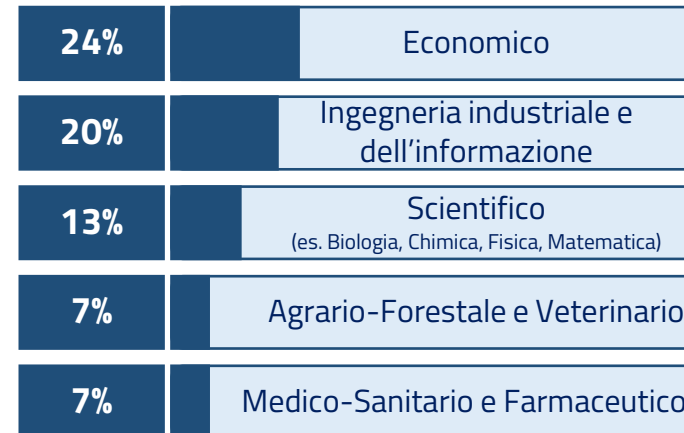 24%
Economico
20%
Ingegneria industriale e
dell’informazione
13%
Scientifico
(es. Biologia, Chimica, Fisica, Matematica)
7%
Agrario-Forestale e Veterinario
7%
Medico-Sanitario e Farmaceutico